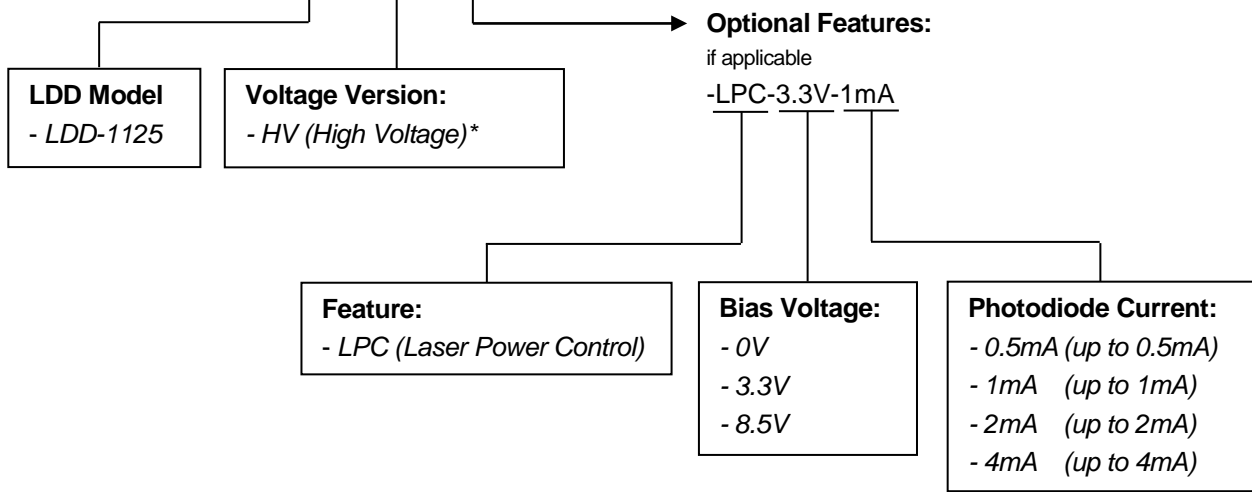 Optional Features:
if applicable
-LPC-3.3V-1mA
LDD Model
- LDD-1125
Voltage Version:
- HV (High Voltage)*
Feature:
- LPC (Laser Power Control)
Bias Voltage:
- 0V
- 3.3V
- 8.5V
Photodiode Current:
- 0.5mA (up to 0.5mA)
- 1mA (up to 1mA)
- 2mA (up to 2mA)
- 4mA (up to 4mA)